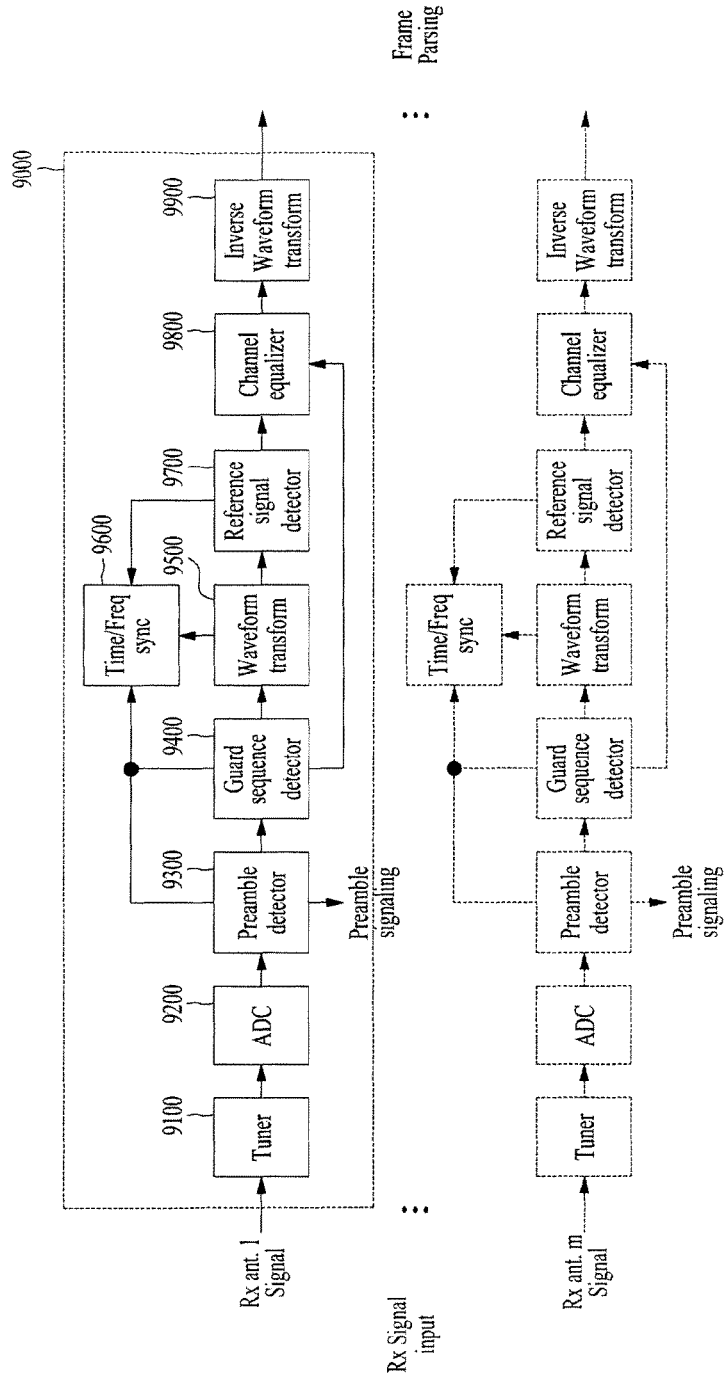 9000
Rx ant. 1
Signal
9100
Tuner
9200
ADC
9300
Preamble
detector
Preamble
signaling
9400
Guard
sequence
detector
9500
Waveform
transform
9600
Time/Freq
sync
9700
Reference
signal
detector
9800
Channel
equalizer
9900
Inverse
Waveform
transform
Rx Signal
input
Frame
Parsing
Rx ant. m
Signal
Tuner
ADC
Preamble
detector
Preamble
signaling
Guard
sequence
detector
Waveform
transform
Time/Freq
sync
Reference
signal
detector
Channel
equalizer
Inverse
Waveform
transform